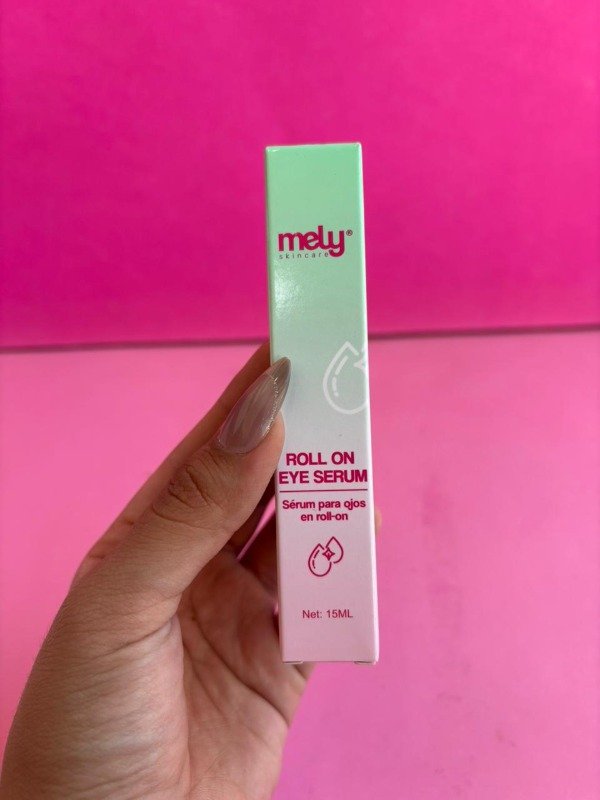 mely®
skincare
ROLL ON
EYE SERUM
Sérum para ojos
en roll-on
Net: 15ML